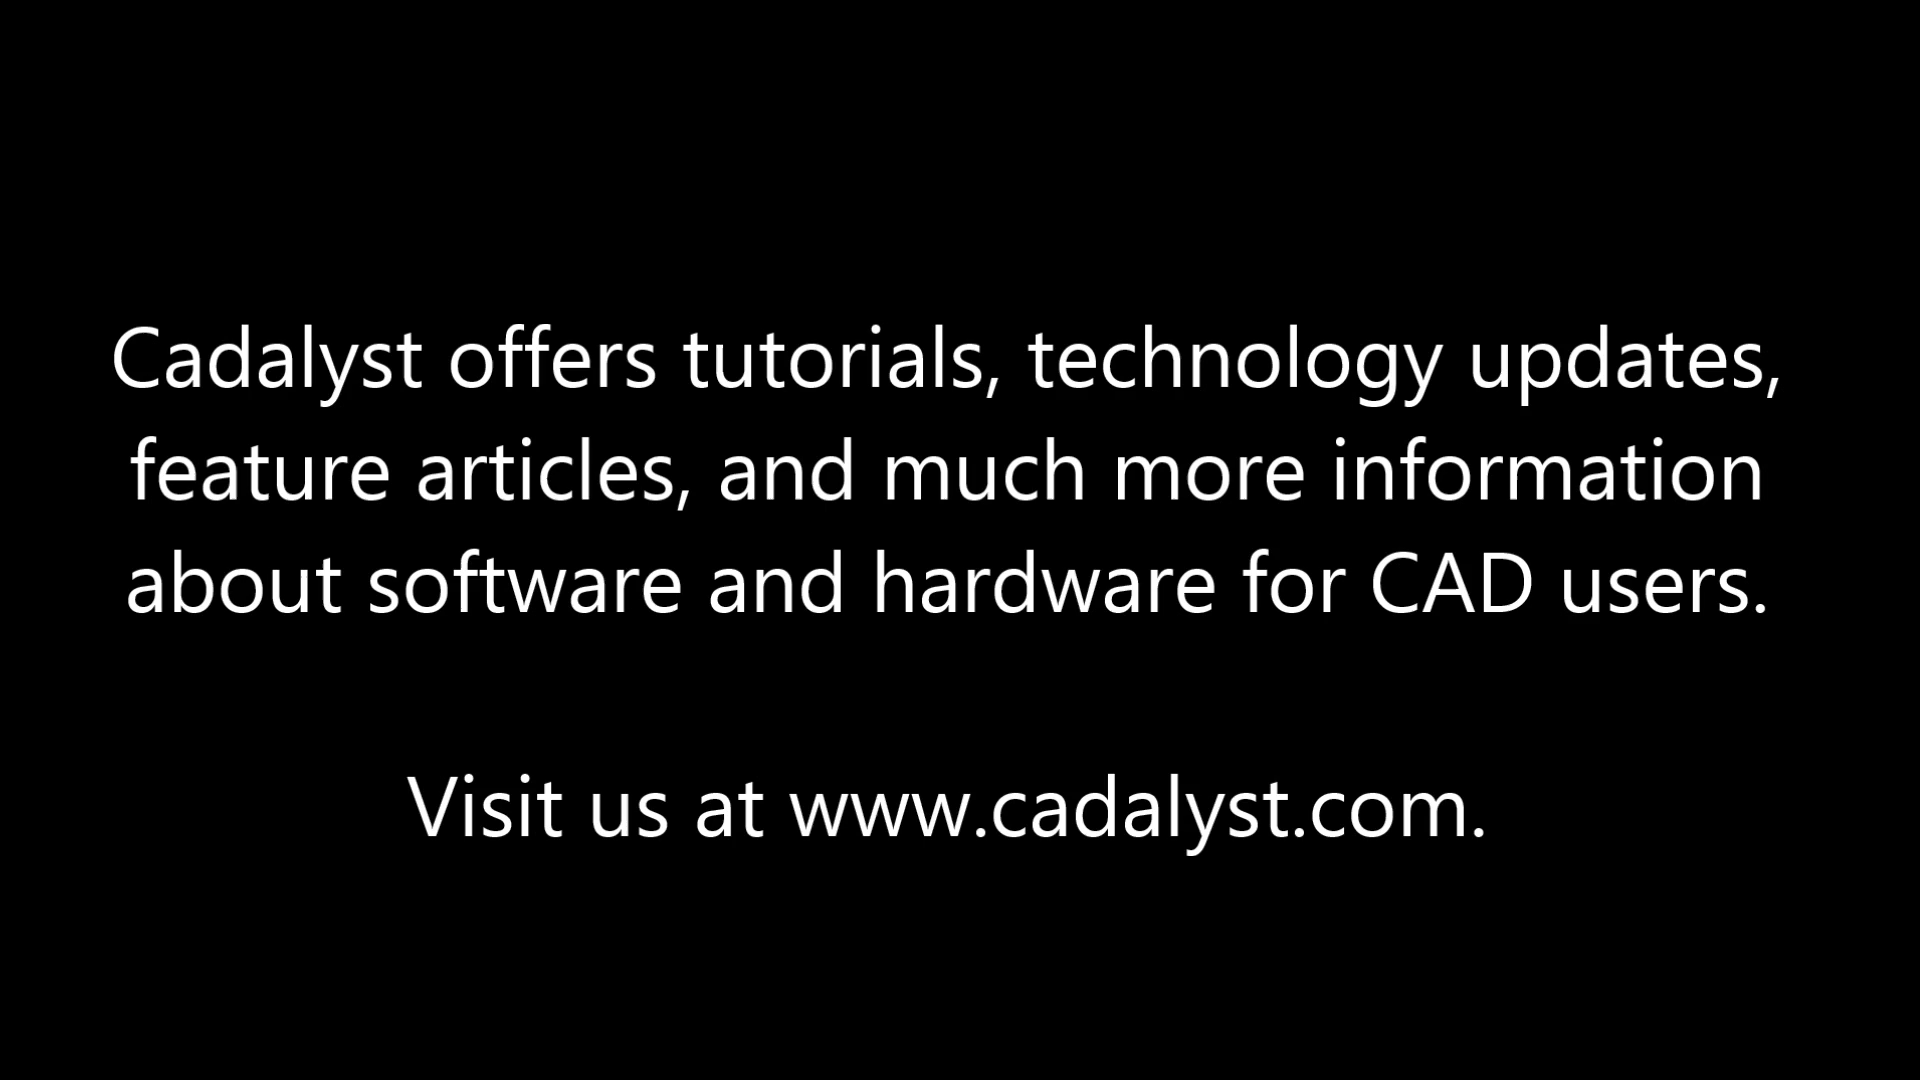 Cadalyst offers tutorials, technology updates,
feature articles, and much more information
about software and hardware for CAD users.
Visit us at www.cadalyst.com.